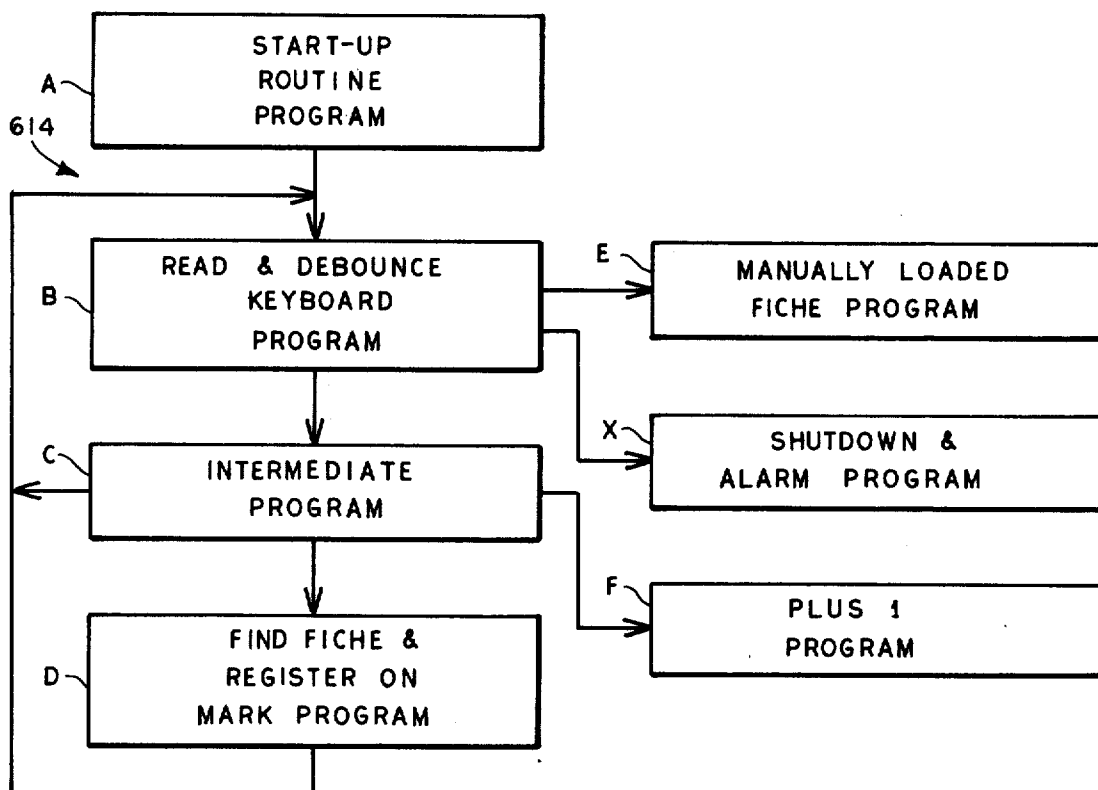 START-UP
ROUTINE
PROGRAM
A
614
READ & DEBOUNCE
KEYBOARD
PROGRAM
B
E
MANUALLY LOADED
FICHE PROGRAM
X
SHUTDOWN &
ALARM PROGRAM
C
INTERMEDIATE
PROGRAM
F
PLUS 1
PROGRAM
D
FIND FICHE &
REGISTER ON
MARK PROGRAM